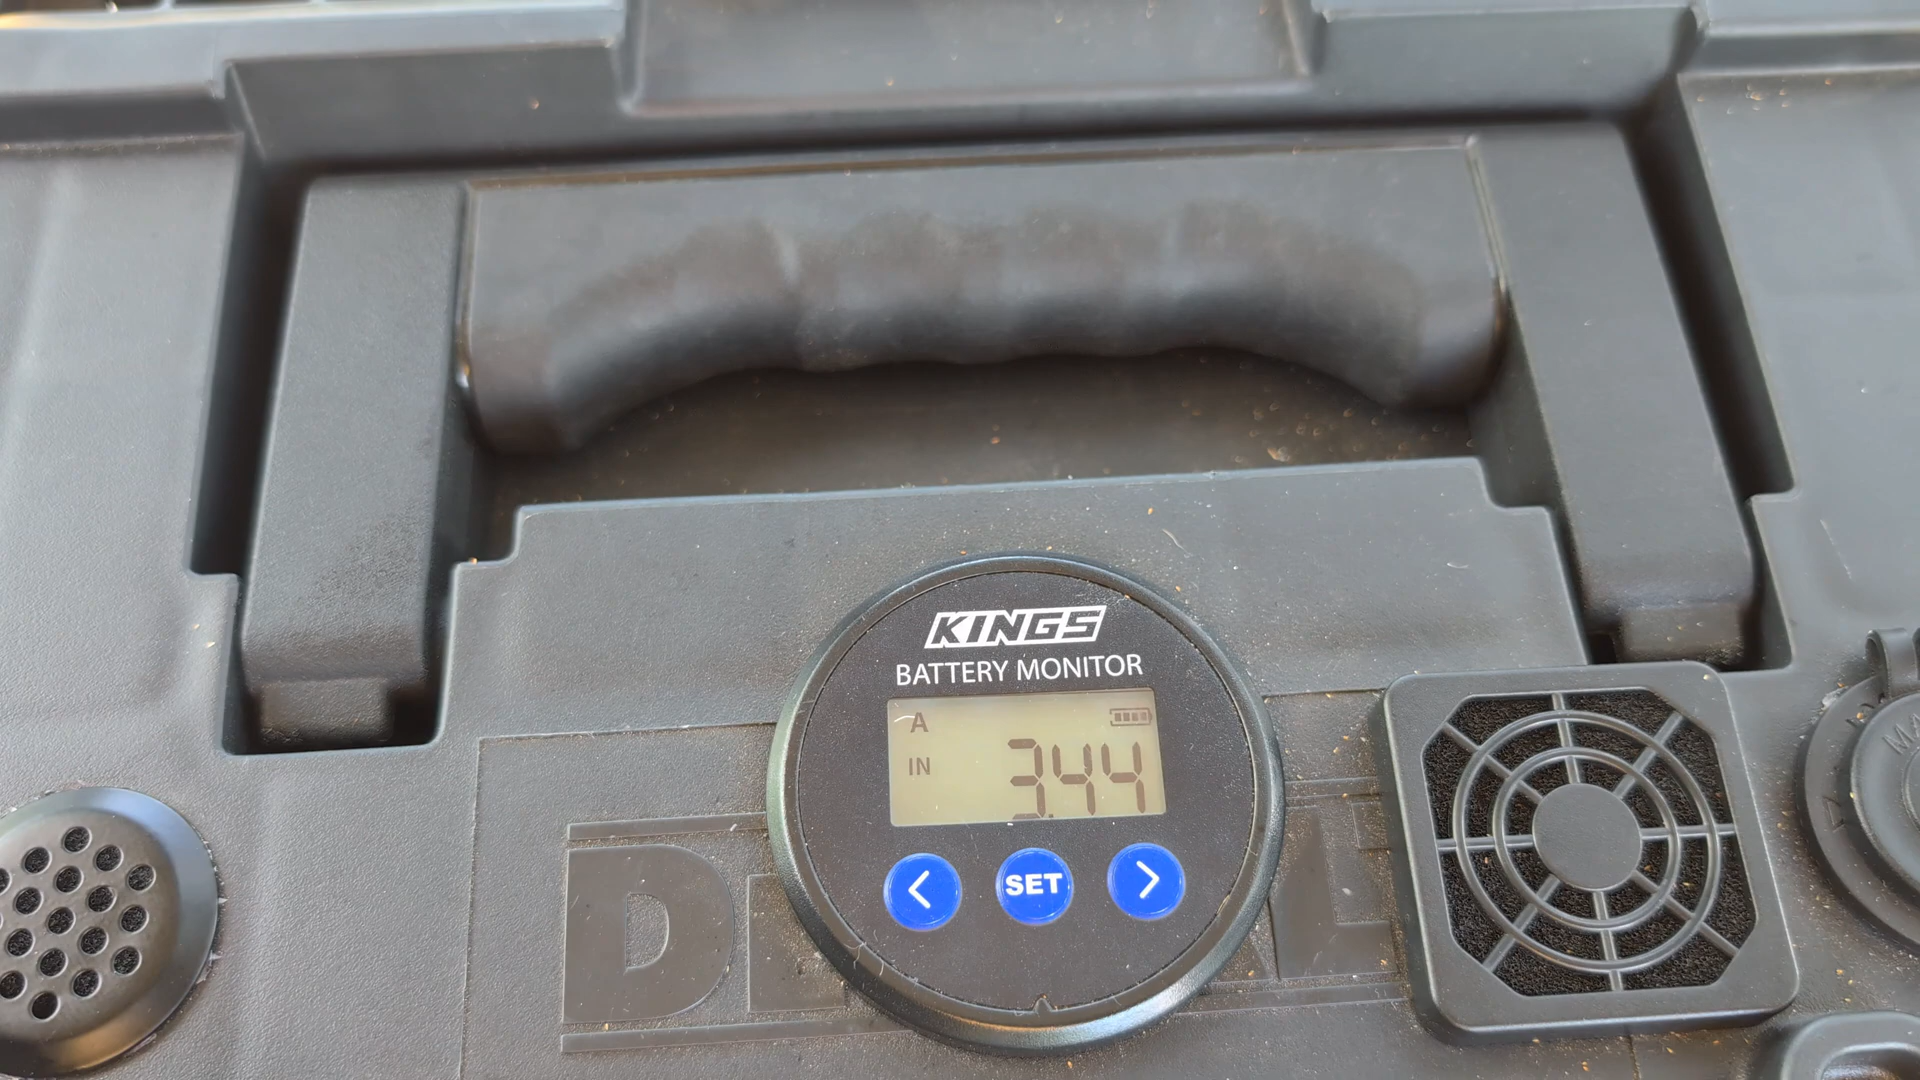 KINGS
BATTERY MONITOR
A
IN
3.44
<
SET
>